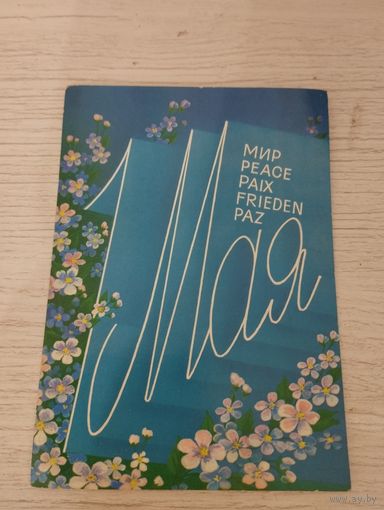 МИР
PEACE
PAIX
FRIEDEN
PAZ
1 Мая
www.ay.by